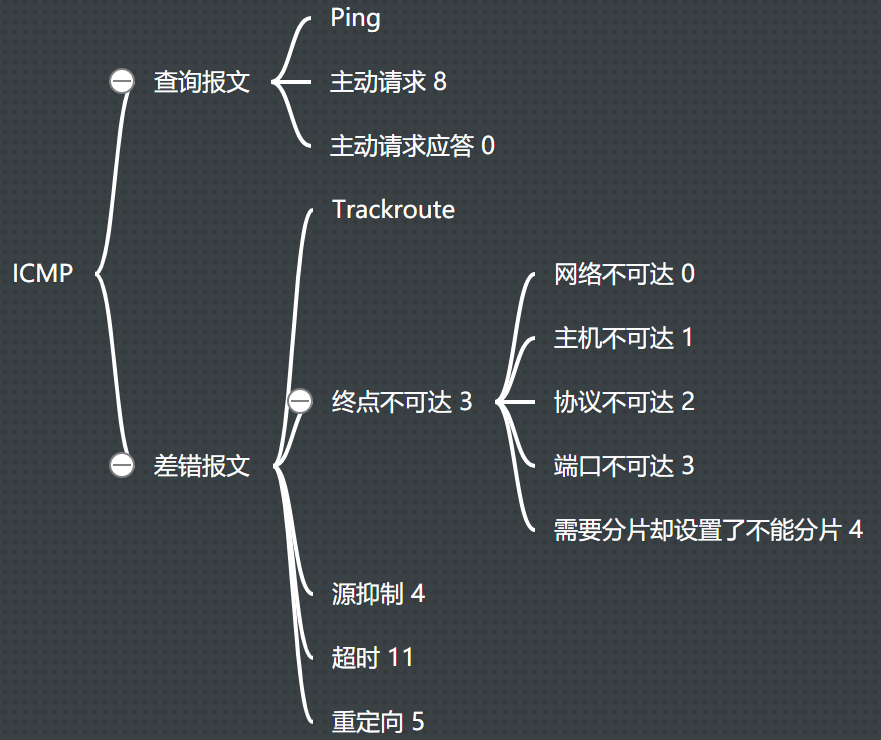 ICMP
查询报文
Ping
主动请求 8
主动请求应答 0
差错报文
Trackroute
终点不可达 3
网络不可达 0
主机不可达 1
协议不可达 2
端口不可达 3
需要分片却设置了不能分片 4
源抑制 4
超时 11
重定向 5